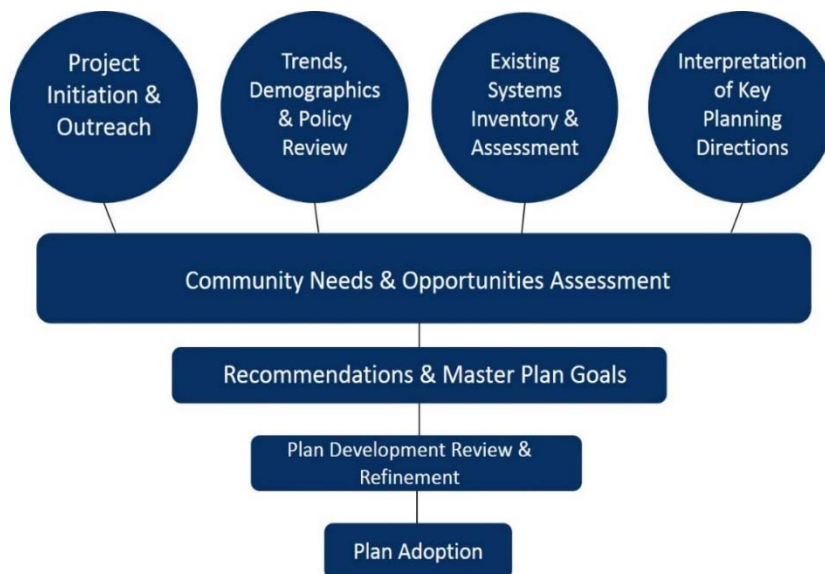 Project
Initiation &
Outreach
Trends,
Demographics
& Policy
Review
Existing
Systems
Inventory &
Assessment
Interpretation
of Key
Planning
Directions
Community Needs & Opportunities Assessment
Recommendations & Master Plan Goals
Plan Development Review &
Refinement
Plan Adoption